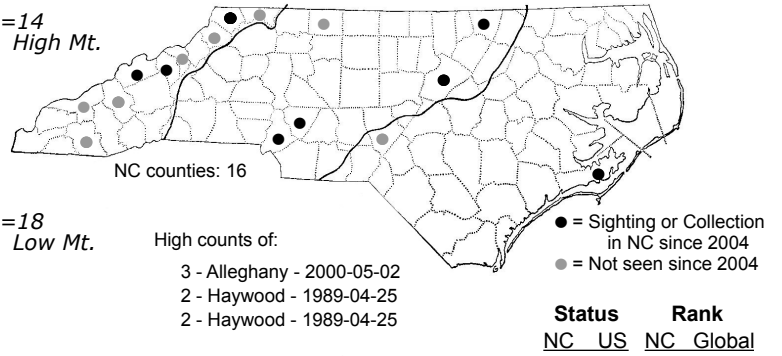 =14
High Mt.
NC counties: 16
=18
Low Mt.
High counts of:
3 - Alleghany - 2000-05-02
2 - Haywood - 1989-04-25
2 - Haywood - 1989-04-25
= Sighting or Collection
in NC since 2004
= Not seen since 2004
Status Rank
NC US NC Global